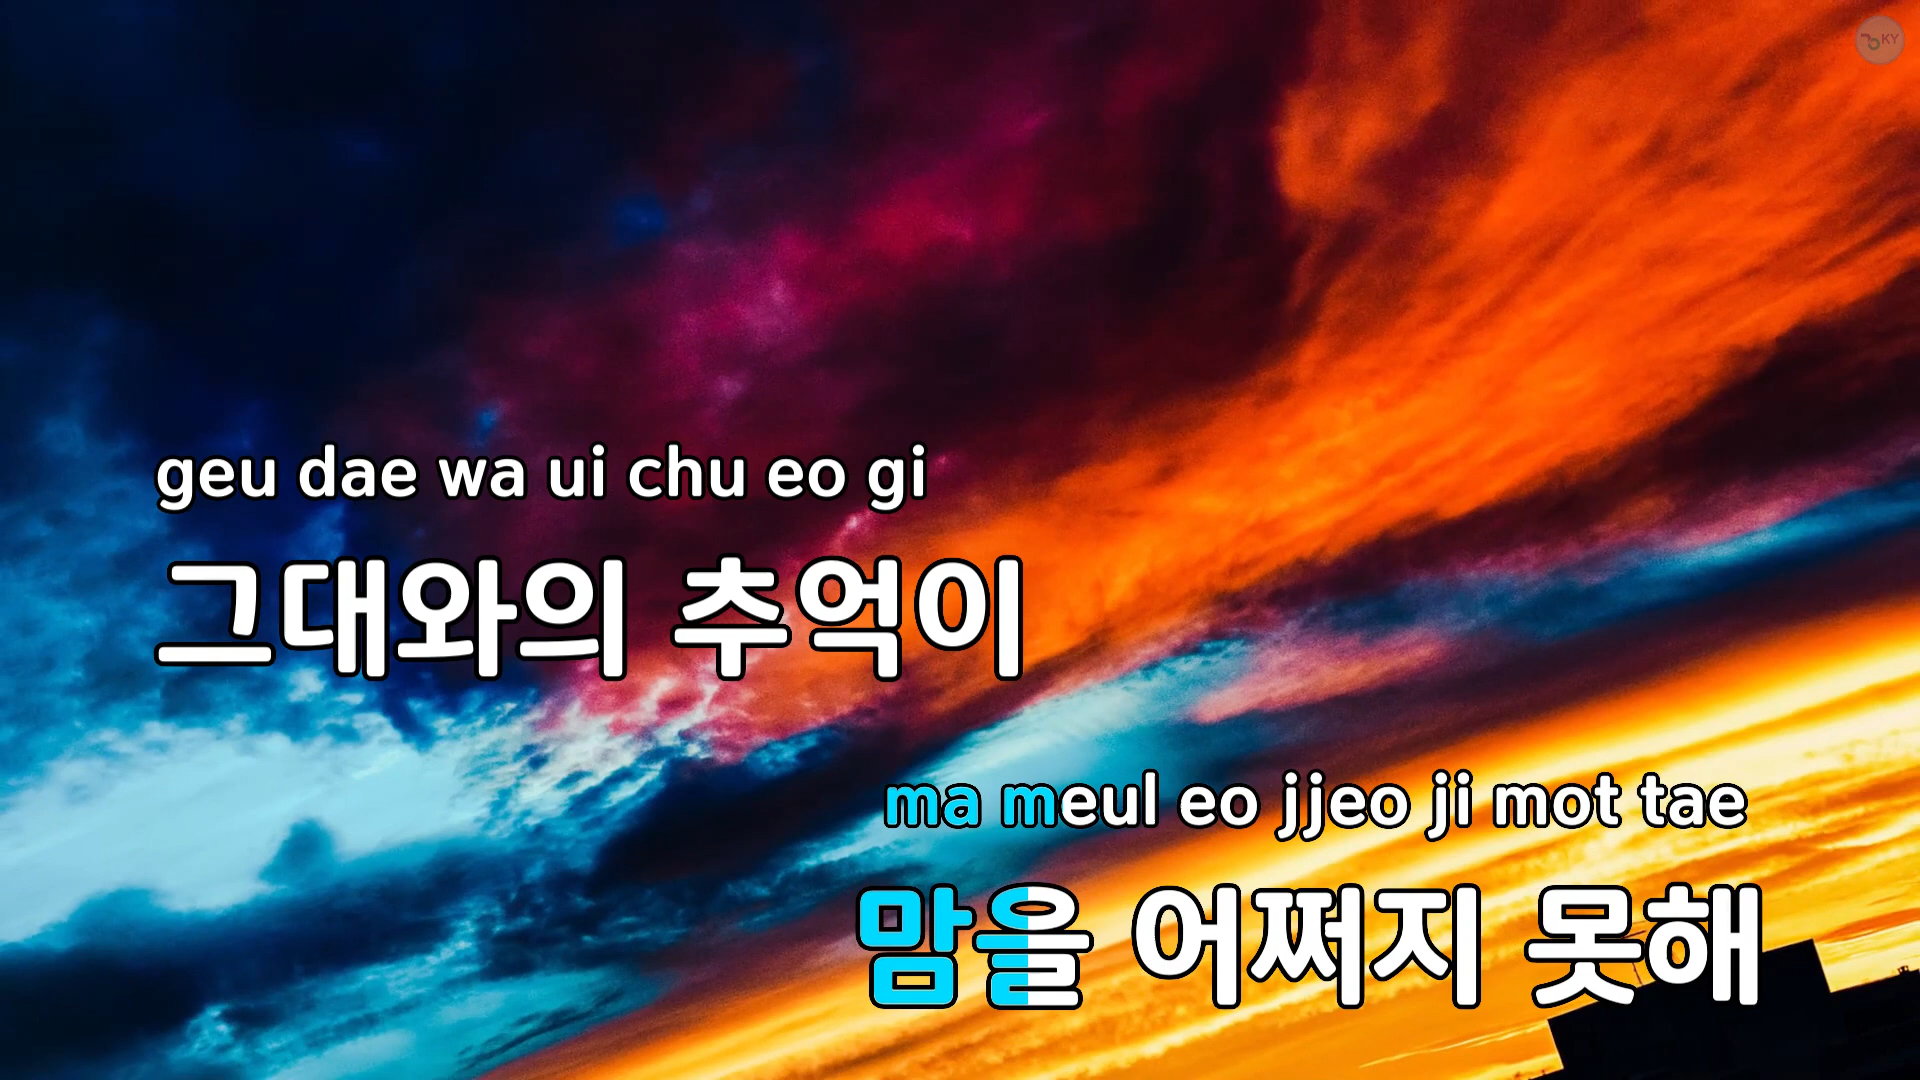 KY
geu dae wa ui chu eo gi
그대와의 추억이
ma meul eo jjeo ji mot tae
맘을 어쩌지 못해